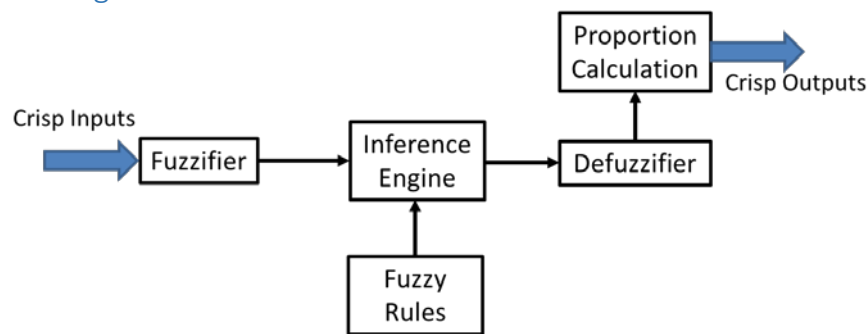 Crisp Inputs
Fuzzifier
Inference
Engine
Fuzzy
Rules
Defuzzifier
Proportion
Calculation
Crisp Outputs